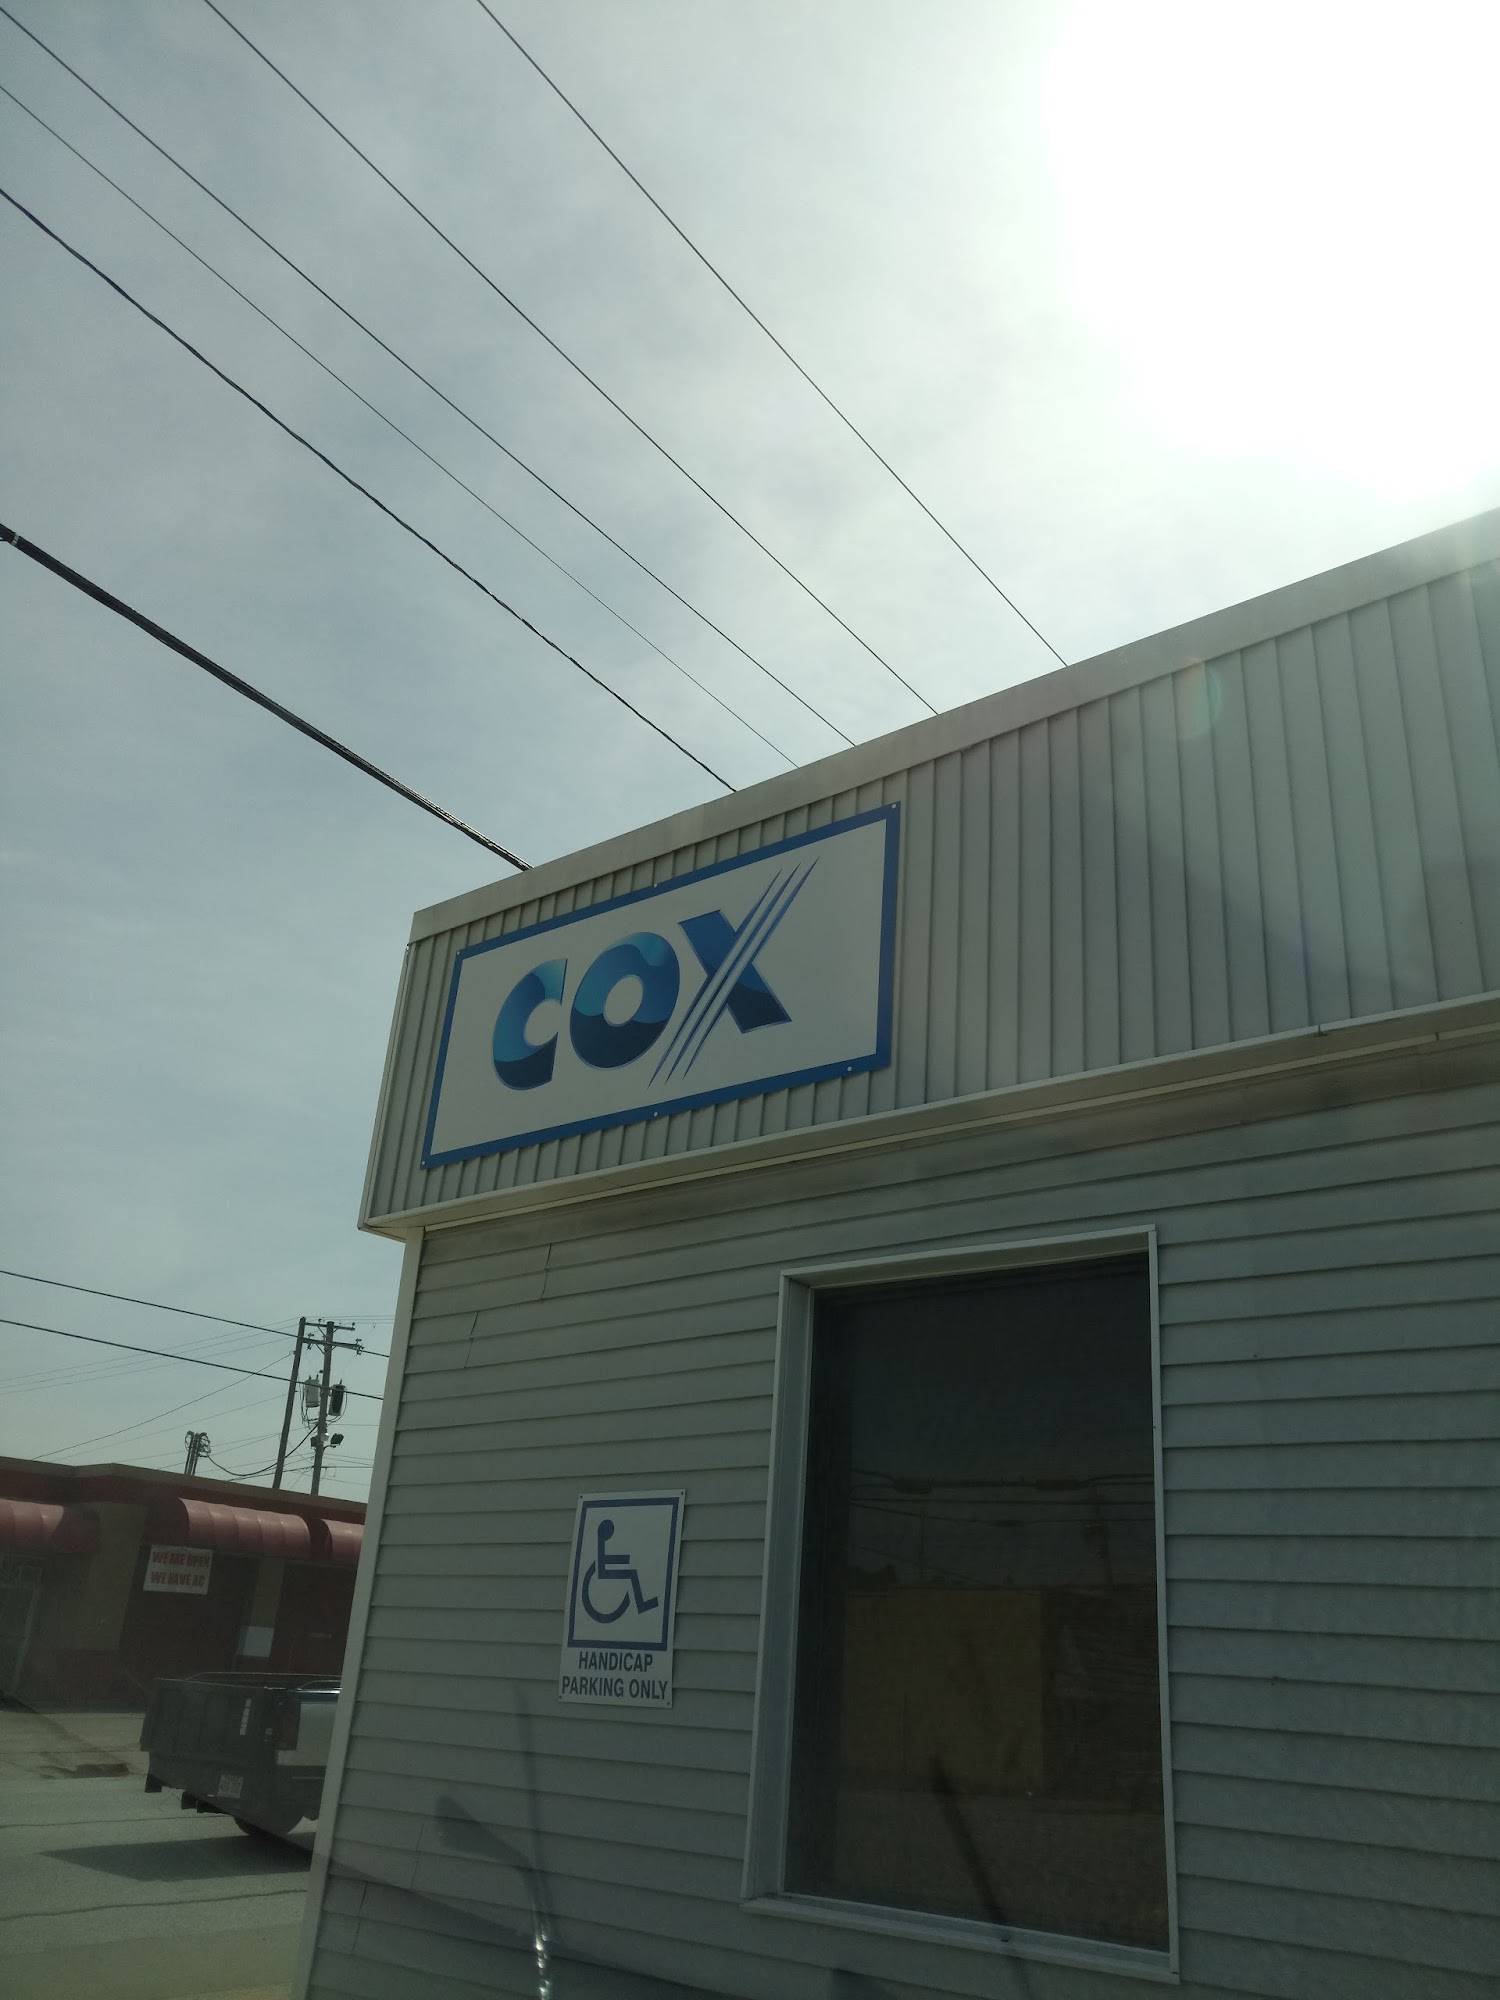 COX
HANDICAP
PARKING ONLY
WE ARE OPEN
WE HAVE AC